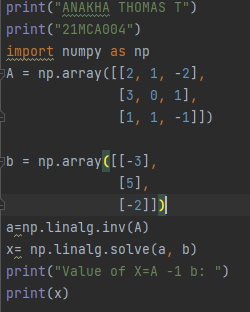 print("ANAKHA THOMAS T")
print("21MCA004")
import numpy as np
A = np.array([[2, 1, -2],
              [3, 0, 1],
              [1, 1, -1]])
b = np.array([[-3],
              [5],
              [-2]])
a=np.linalg.inv(A)
x= np.linalg.solve(a, b)
print("Value of X=A -1 b: ")
print(x)